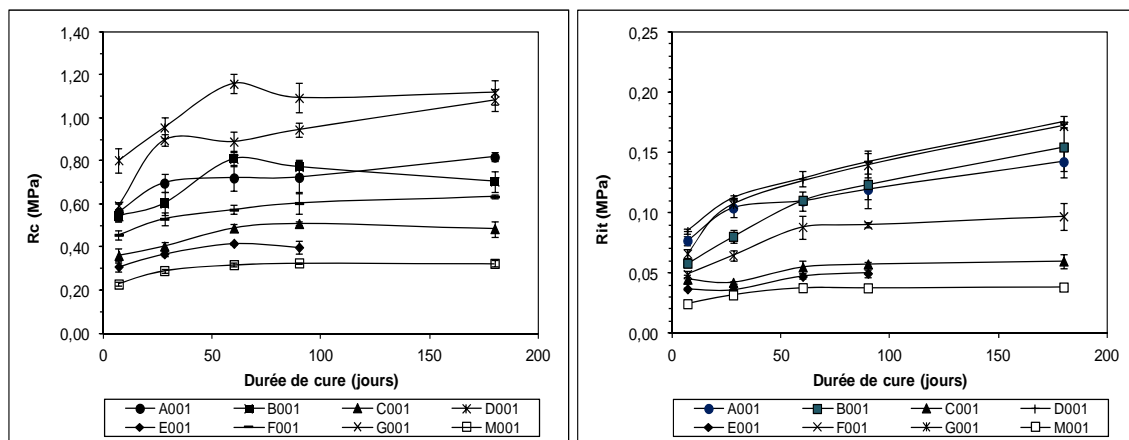 1,40
1,20
1,00
0,80
0,60
0,40
0,20
0,00
Rc (MPa)
0 50 100 150 200
Durée de cure (jours)
A001 B001 C001 D001
E001 F001 G001 M001
0,25
0,20
0,15
0,10
0,05
0,00
Rit (MPa)
0 50 100 150 200
Durée de cure (jours)
A001 B001 C001 D001
E001 F001 G001 M001